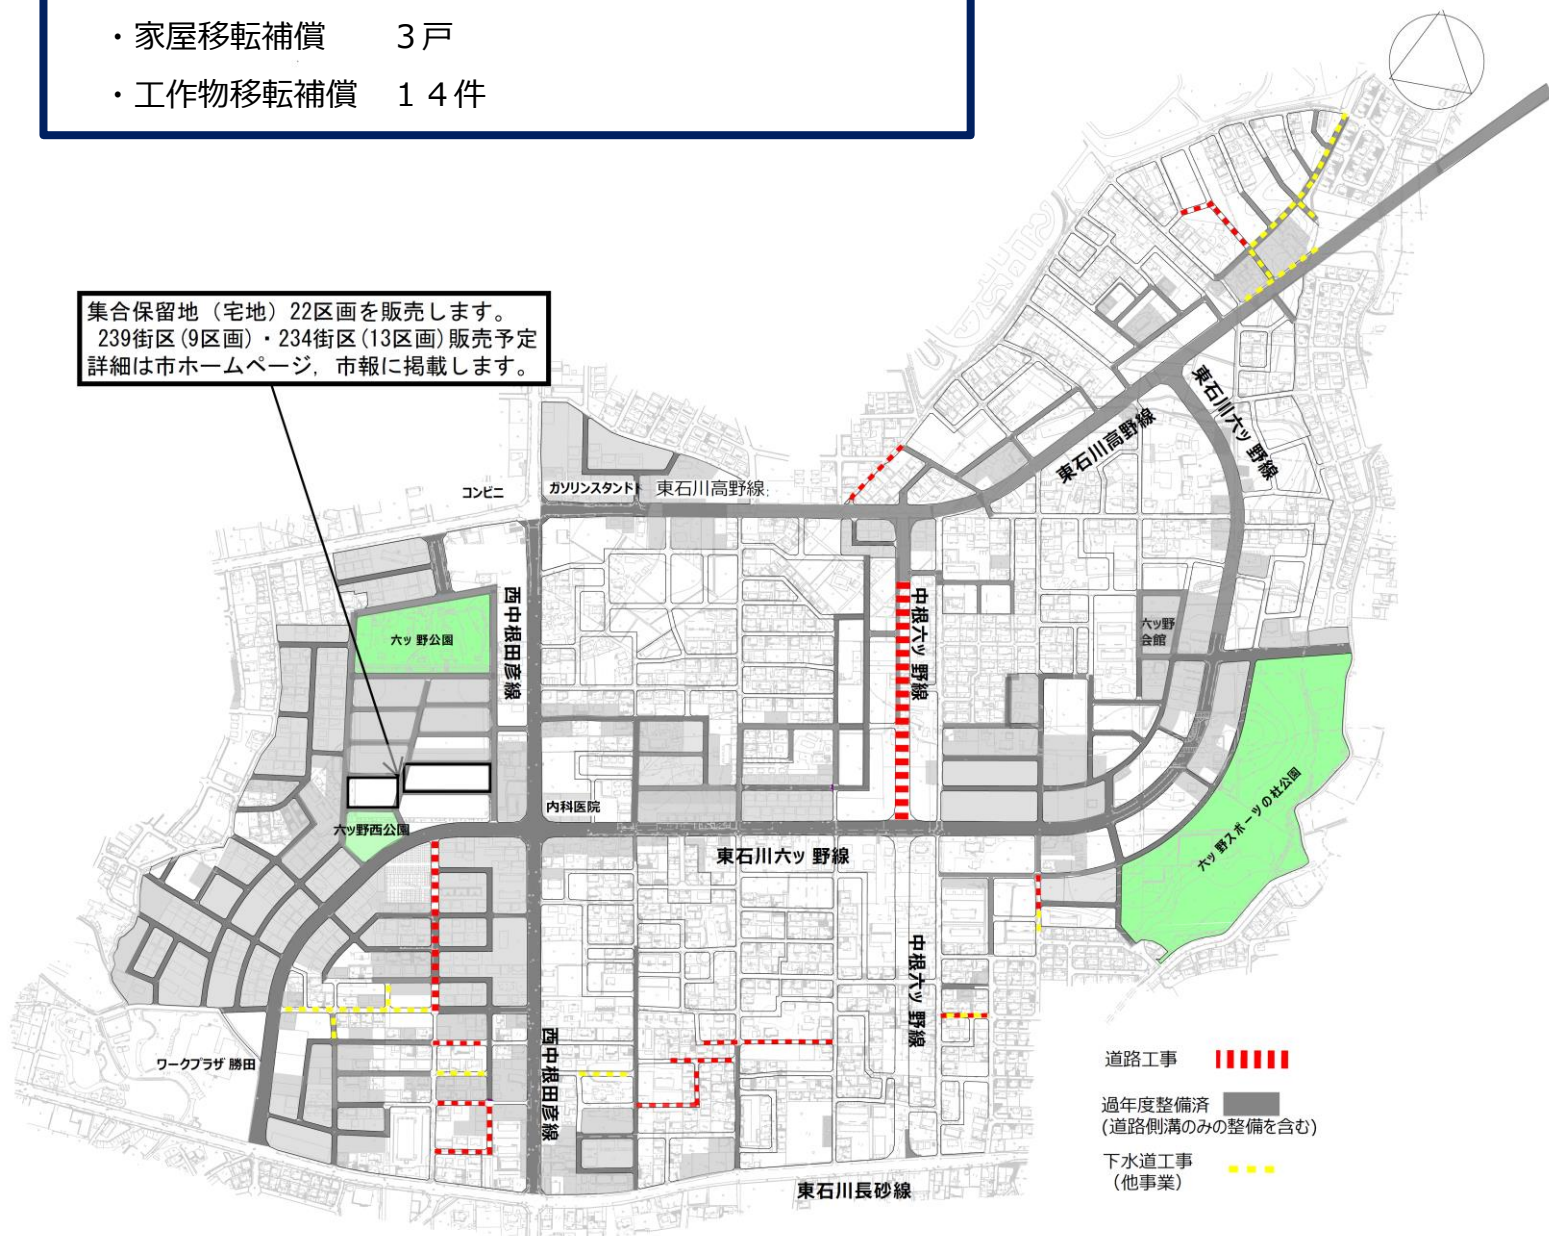 ・家屋移転補償　　３戸
・工作物移転補償　１４件
集合保留地（宅地）22区画を販売します。
239街区(9区画)・234街区(13区画)販売予定
詳細は市ホームページ，市報に掲載します。
東石川六ッ野線
東石川高野線
コンビニ
ガソリンスタンド
東石川高野線
西中根田彦線
中根六ッ野線
六ッ野公園
六ッ野
会館
六ッ野スポーツの杜公園
内科医院
六ッ野西公園
東石川六ッ野線
中根六ッ野線
西中根田彦線
ワークプラザ勝田
東石川長砂線
道路工事
過年度整備済
(道路側溝のみの整備を含む)
下水道工事
（他事業）